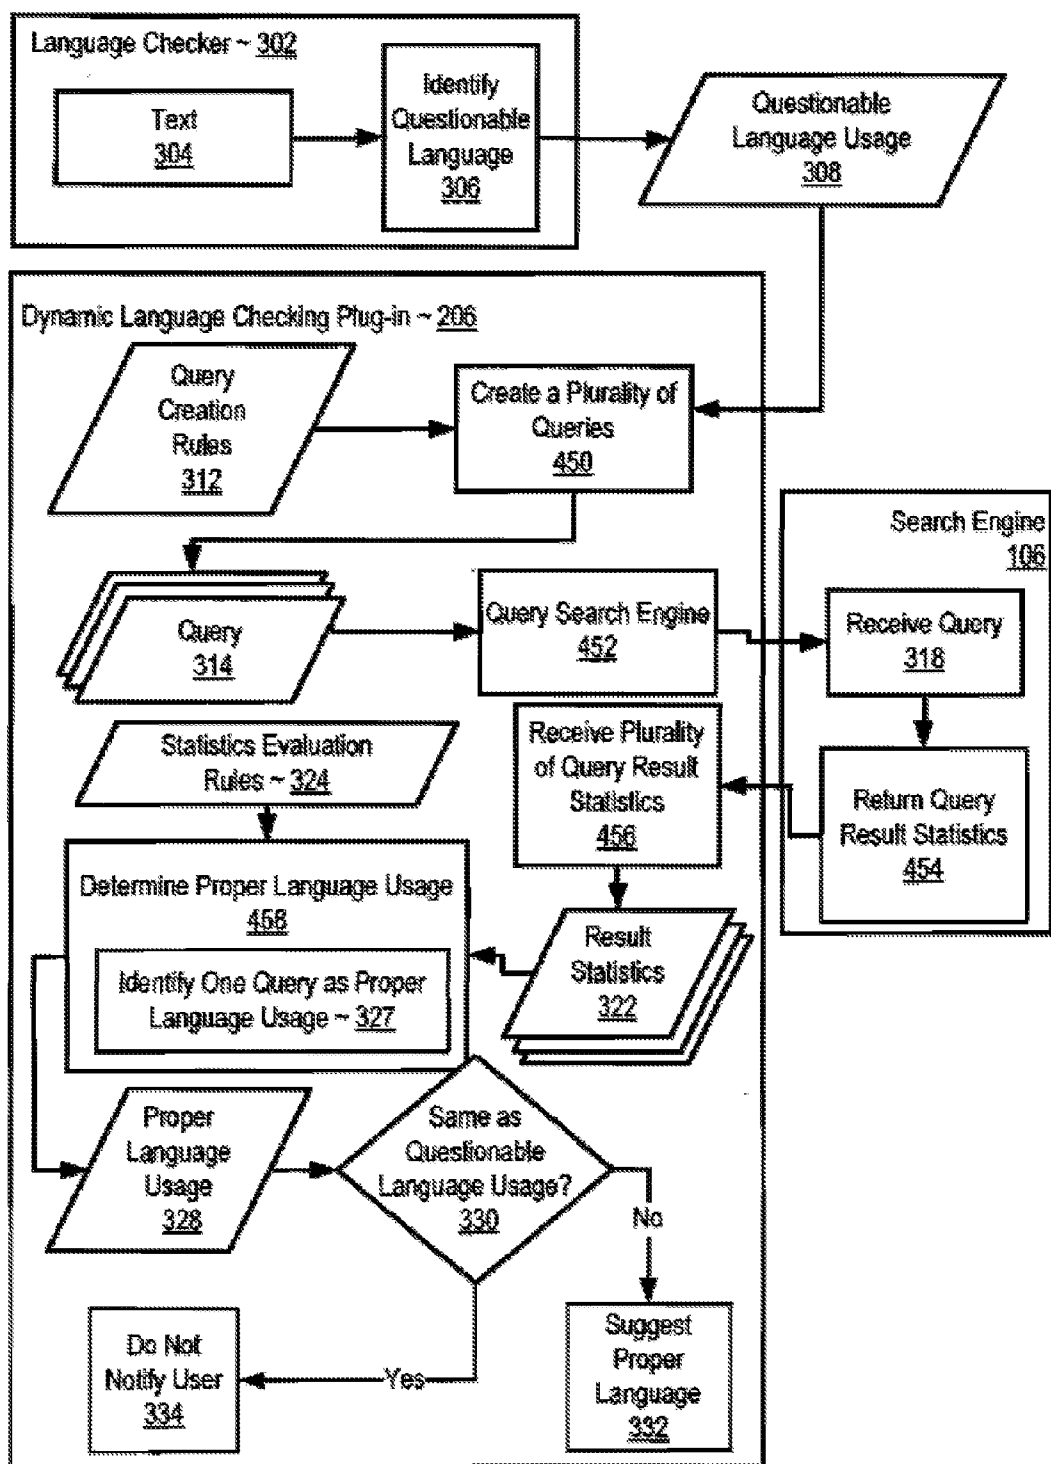 Language Checker ~ 302
Text
304
Identify
Questionable
Language
306
Questionable
Language Usage
308
Dynamic Language Checking Plug-in ~ 206
Query
Creation
Rules
312
Create a Plurality of
Queries
450
Search Engine
106
Query
314
Query Search Engine
452
Receive Query
318
Statistics Evaluation
Rules ~ 324
Receive Plurality
of Query Result
Statistics
456
Return Query
Result Statistics
454
Determine Proper Language Usage
458
Identify One Query as Proper
Language Usage ~ 327
Result
Statistics
322
Proper
Language
Usage
328
Same as
Questionable
Language Usage?
330
No
Do Not
Notify User
334
Yes
Suggest
Proper
Language
332